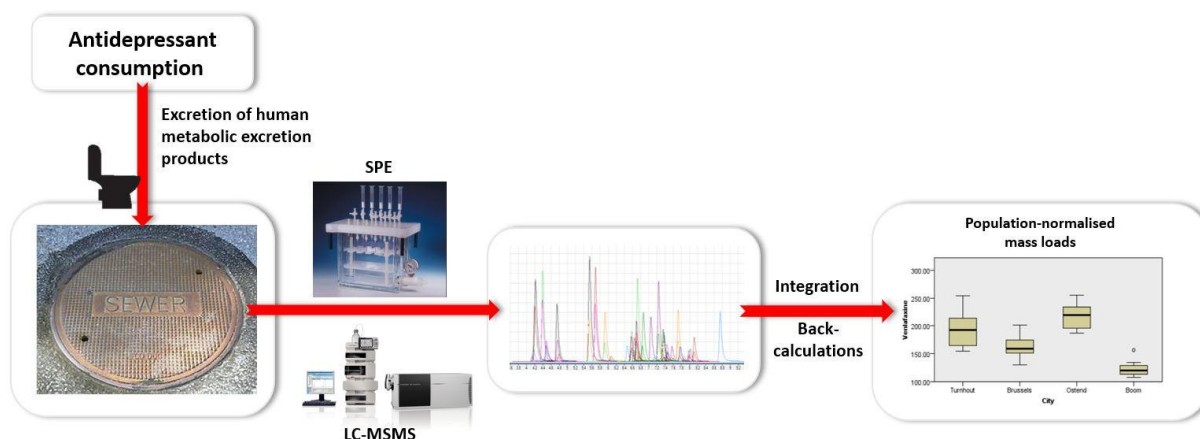 Antidepressant
consumption
Excretion of human
metabolic excretion
products
SEWER
SPE
LC-MSMS
Integration
Back-
calculations
Population-normalised
mass loads
300.00
250.00
200.00
150.00
100.00
Venlafaxine
Turnhout Brussels Ostend Boom
City